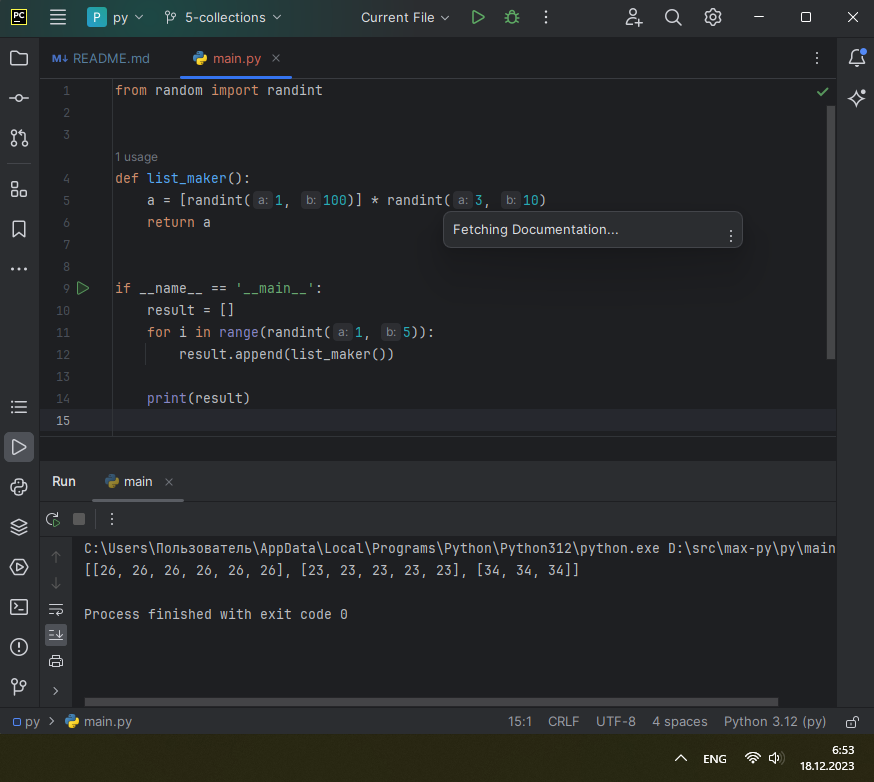 PC P py 5-collections Current File
M↓ README.md main.py
1 from random import randint
2
3
1 usage
4 def list_maker():
5 a = [randint(a: 1, b: 100)] * randint(a: 3, b: 10)
6 return a
Fetching Documentation...
7
8
9 if __name__ == '__main__':
10 result = []
11 for i in range(randint(a: 1, b: 5)):
12 result.append(list_maker())
13
14 print(result)
15
Run main
C:\Users\Пользователь\AppData\Local\Programs\Python\Python312\python.exe D:\src\max-py\py\main
[[26, 26, 26, 26, 26, 26], [23, 23, 23, 23, 23], [34, 34, 34]]
Process finished with exit code 0
py main.py 15:1 CRLF UTF-8 4 spaces Python 3.12 (py)
ENG 6:53
18.12.2023